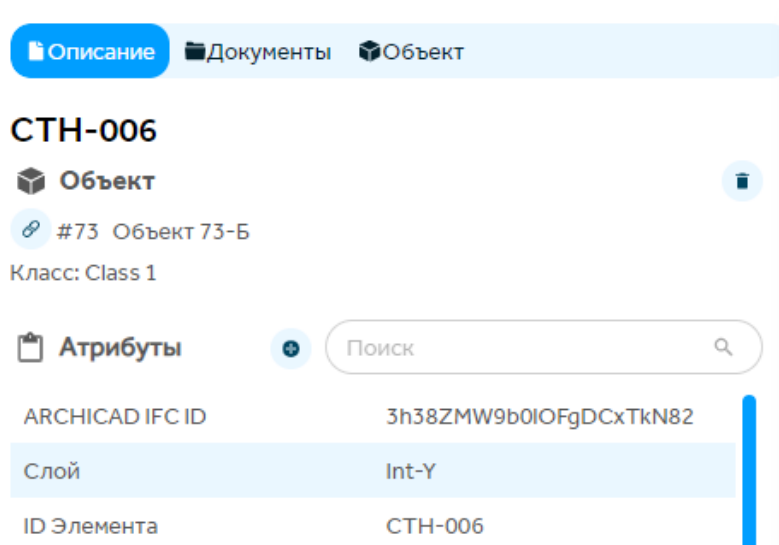 Описание Документы Объект
СТН-006
Объект
#73 Объект 73-Б
Класс: Class 1
Атрибуты Поиск
ARCHICAD IFC ID 3h38ZMW9b0lOFgDCxTkN82
Слой Int-Y
ID Элемента СТН-006